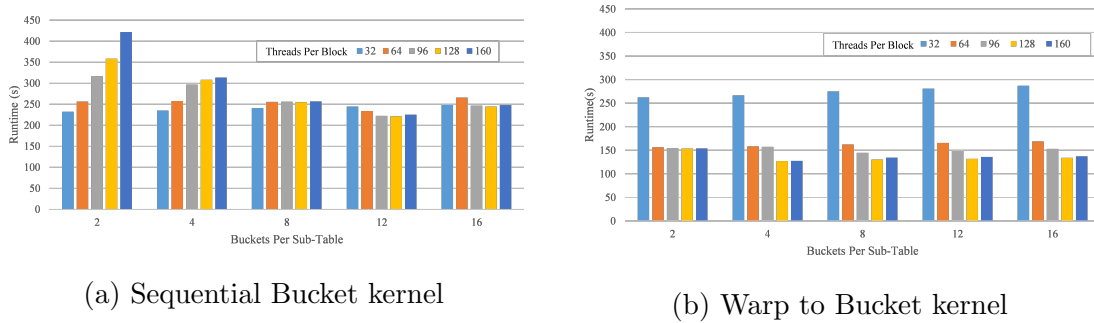 450
400
350
300
250
200
150
100
50
0
Runtime (s)
Threads Per Block 32 64 96 128 160
2 4 8 12 16
Buckets Per Sub-Table
(a) Sequential Bucket kernel
450
400
350
300
250
200
150
100
50
0
Runtime(s)
Threads Per Block 32 64 96 128 160
2 4 8 12 16
Buckets Per Sub-Table
(b) Warp to Bucket kernel